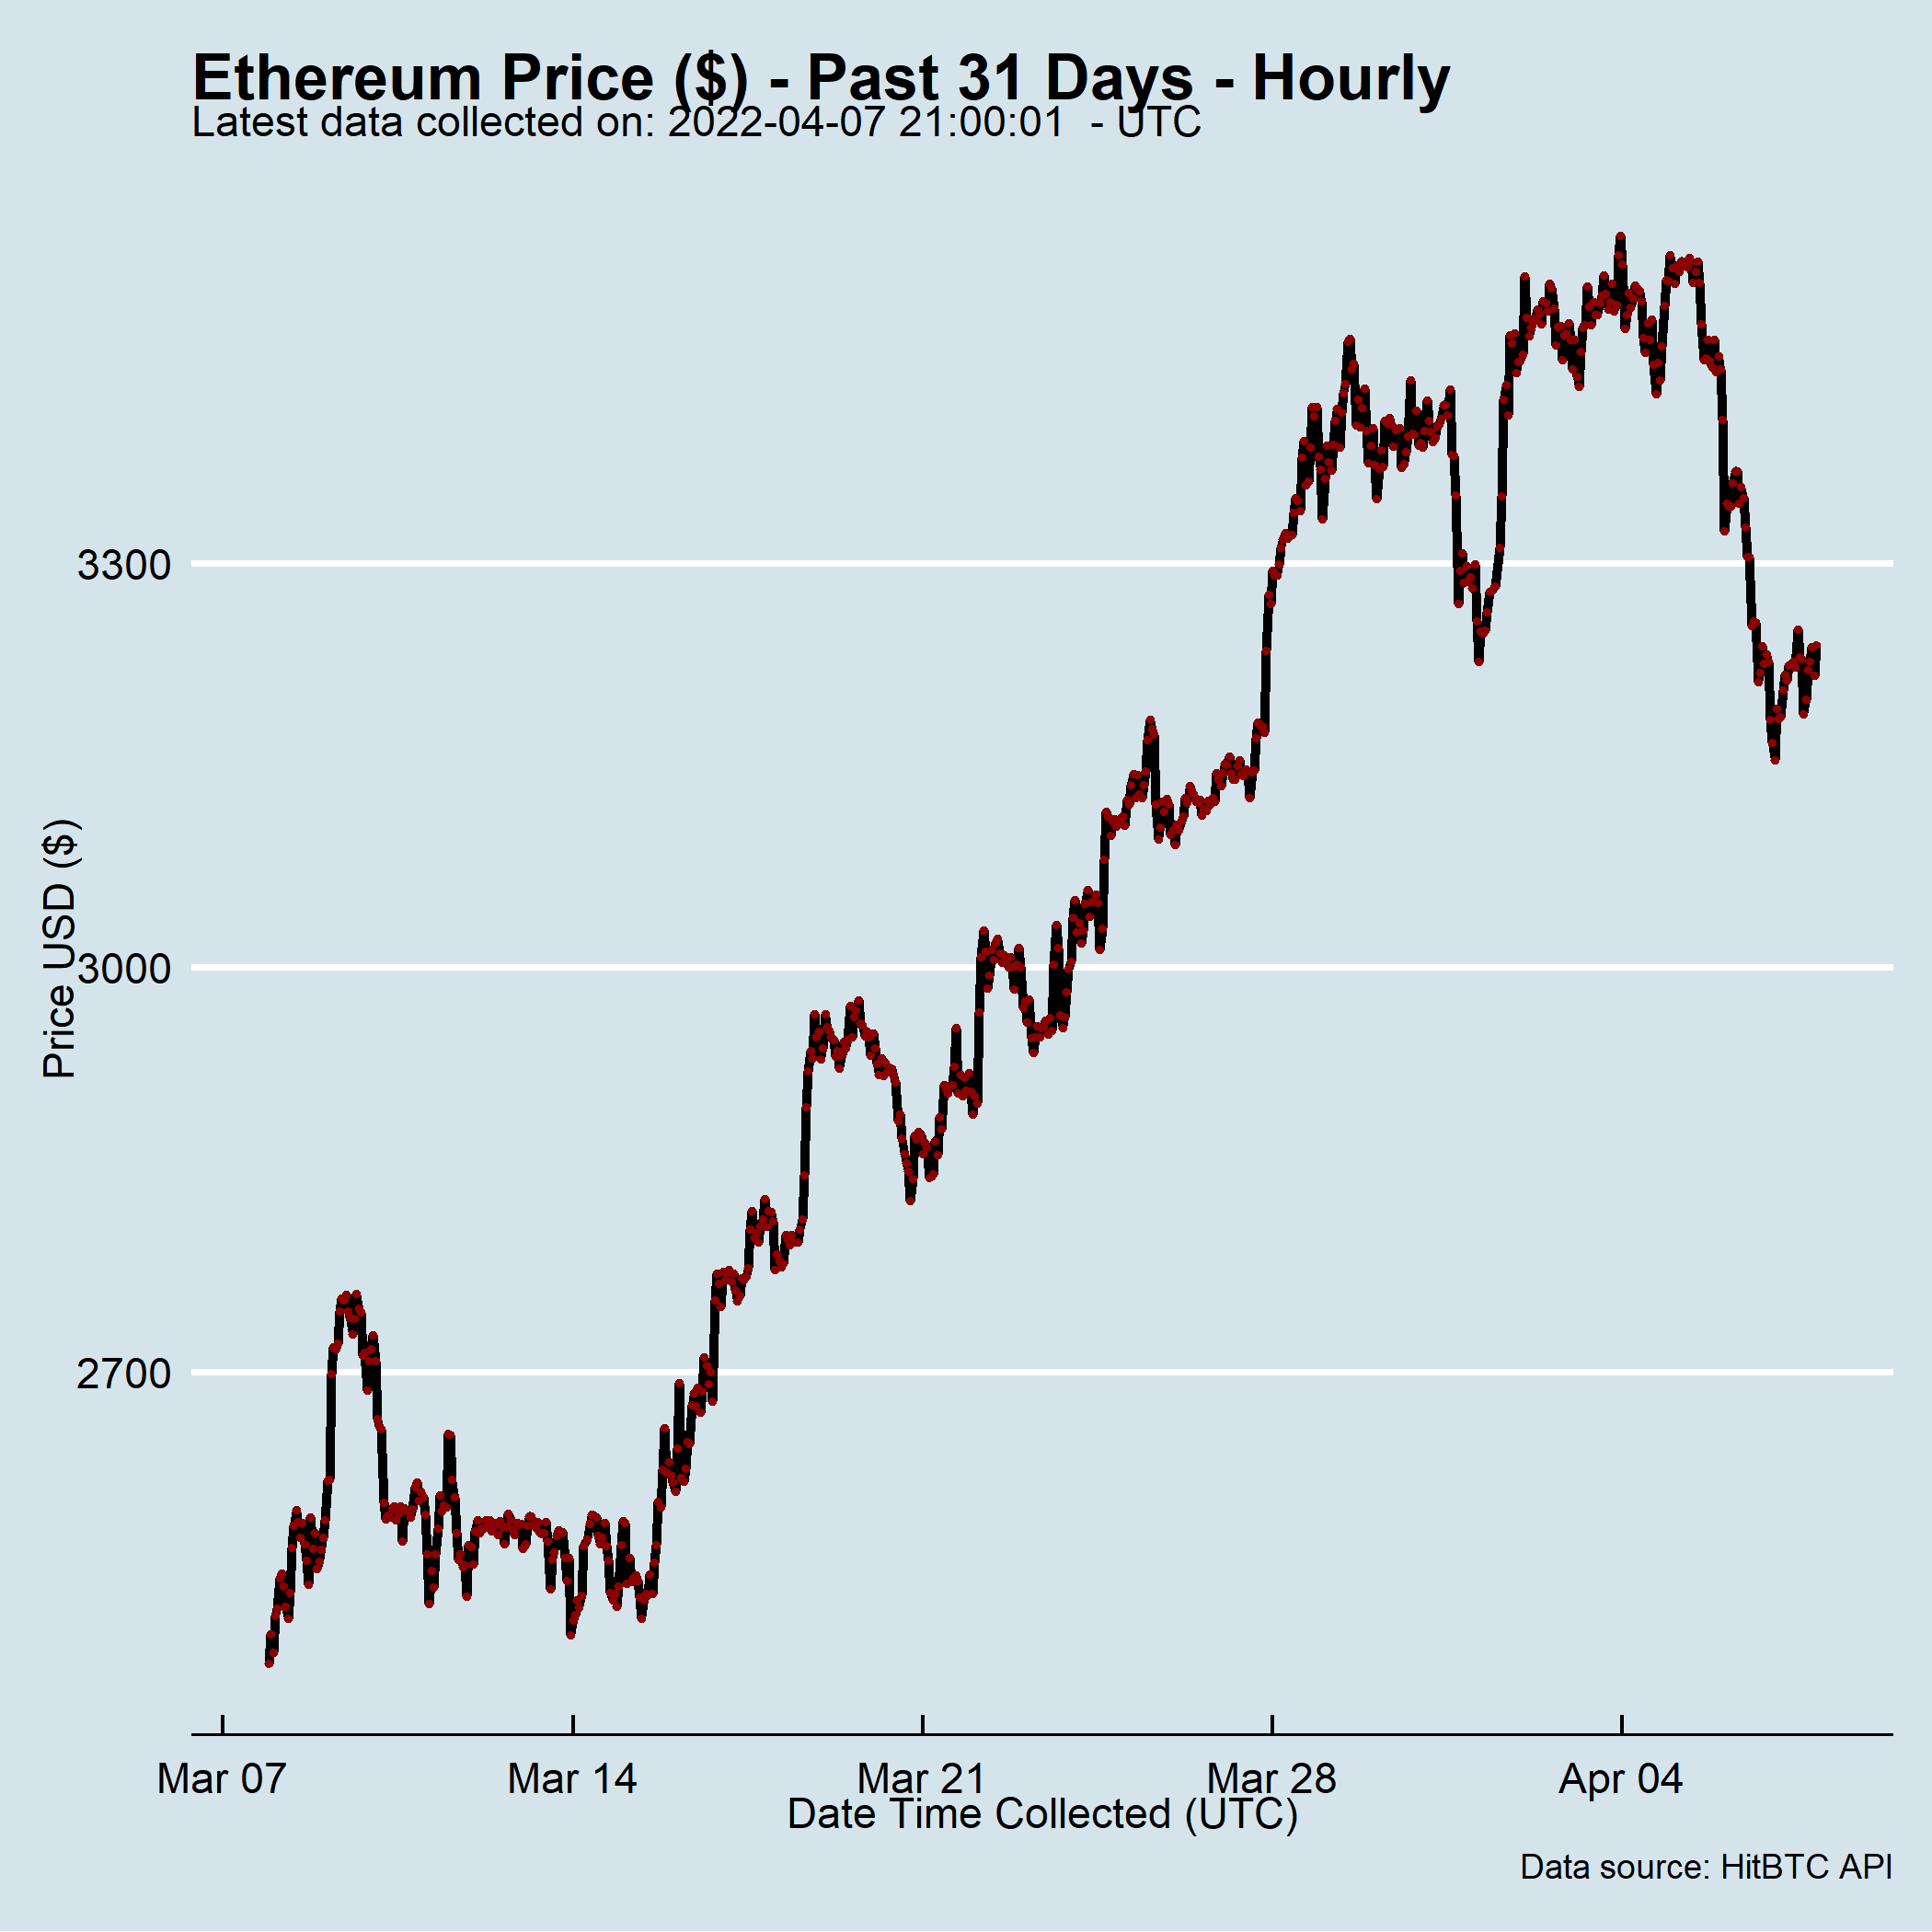 Ethereum Price ($) - Past 31 Days - Hourly
Latest data collected on: 2022-04-07 21:00:01  - UTC
Price USD ($)
3300
3000
2700
Mar 07 Mar 14 Mar 21 Mar 28 Apr 04
Date Time Collected (UTC)
Data source: HitBTC API